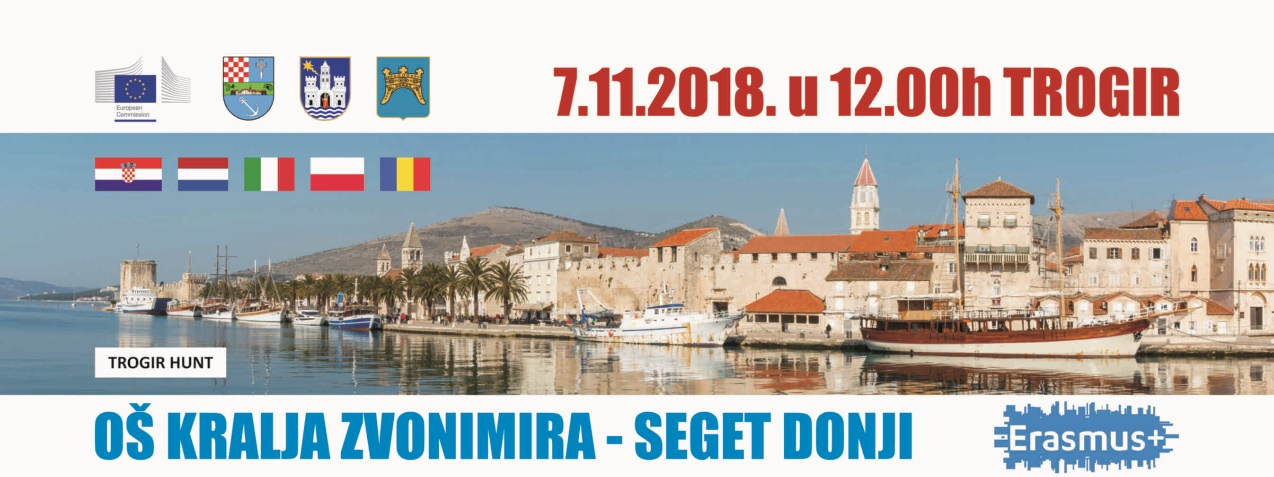 European
Commission
7.11.2018. u 12.00h TROGIR
TROGIR HUNT
OŠ KRALJA ZVONIMIRA - SEGET DONJI
Erasmus+